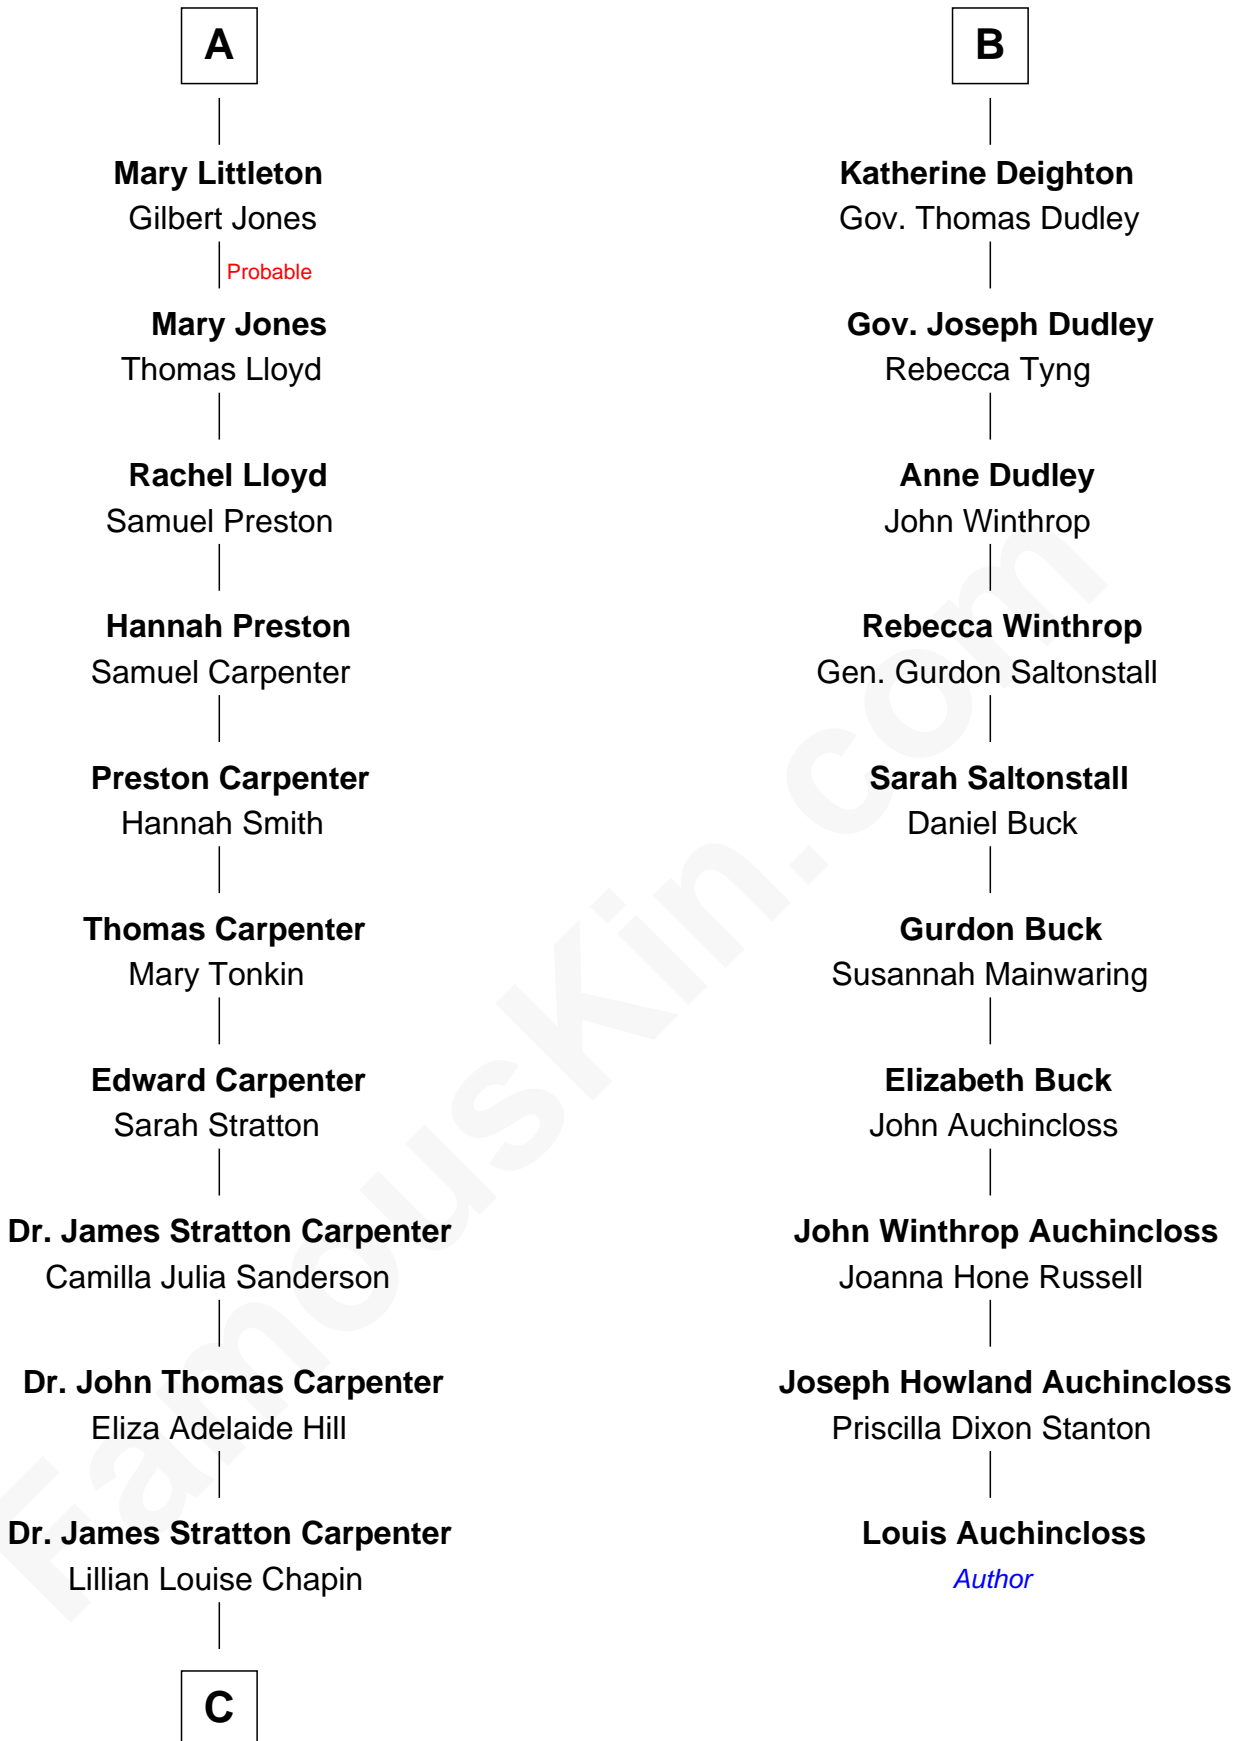 A
Mary Littleton
Gilbert Jones
Probable
Mary Jones
Thomas Lloyd
Rachel Lloyd
Samuel Preston
Hannah Preston
Samuel Carpenter
Preston Carpenter
Hannah Smith
Thomas Carpenter
Mary Tonkin
Edward Carpenter
Sarah Stratton
Dr. James Stratton Carpenter
Camilla Julia Sanderson
Dr. John Thomas Carpenter
Eliza Adelaide Hill
Dr. James Stratton Carpenter
Lillian Louise Chapin
C
B
Katherine Deighton
Gov. Thomas Dudley
Gov. Joseph Dudley
Rebecca Tyng
Anne Dudley
John Winthrop
Rebecca Winthrop
Gen. Gurdon Saltonstall
Sarah Saltonstall
Daniel Buck
Gurdon Buck
Susannah Mainwaring
Elizabeth Buck
John Auchincloss
John Winthrop Auchincloss
Joanna Hone Russell
Joseph Howland Auchincloss
Priscilla Dixon Stanton
Louis Auchincloss
Author
FamousKin.com